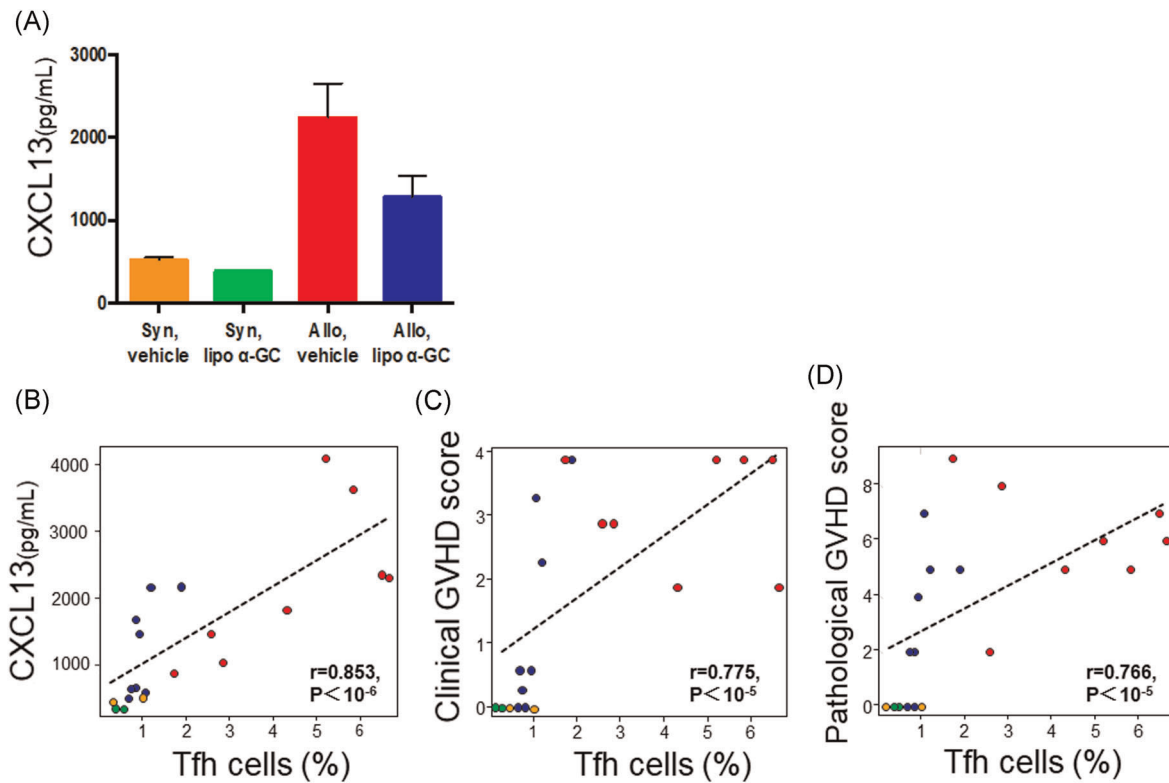 (A)
CXCL13(pg/mL)
3000
2000
1000
0
Syn, vehicle
Syn, lipo α-GC
Allo, vehicle
Allo, lipo α-GC
(B)
CXCL13(pg/mL)
4000
3000
2000
1000
r=0.853,
P<10-6
1 2 3 4 5 6
Tfh cells (%)
(C)
Clinical GVHD score
4
3
2
1
0
r=0.775,
P<10-5
1 2 3 4 5 6
Tfh cells (%)
(D)
Pathological GVHD score
8
6
4
2
0
r=0.766,
P<10-5
1 2 3 4 5 6
Tfh cells (%)